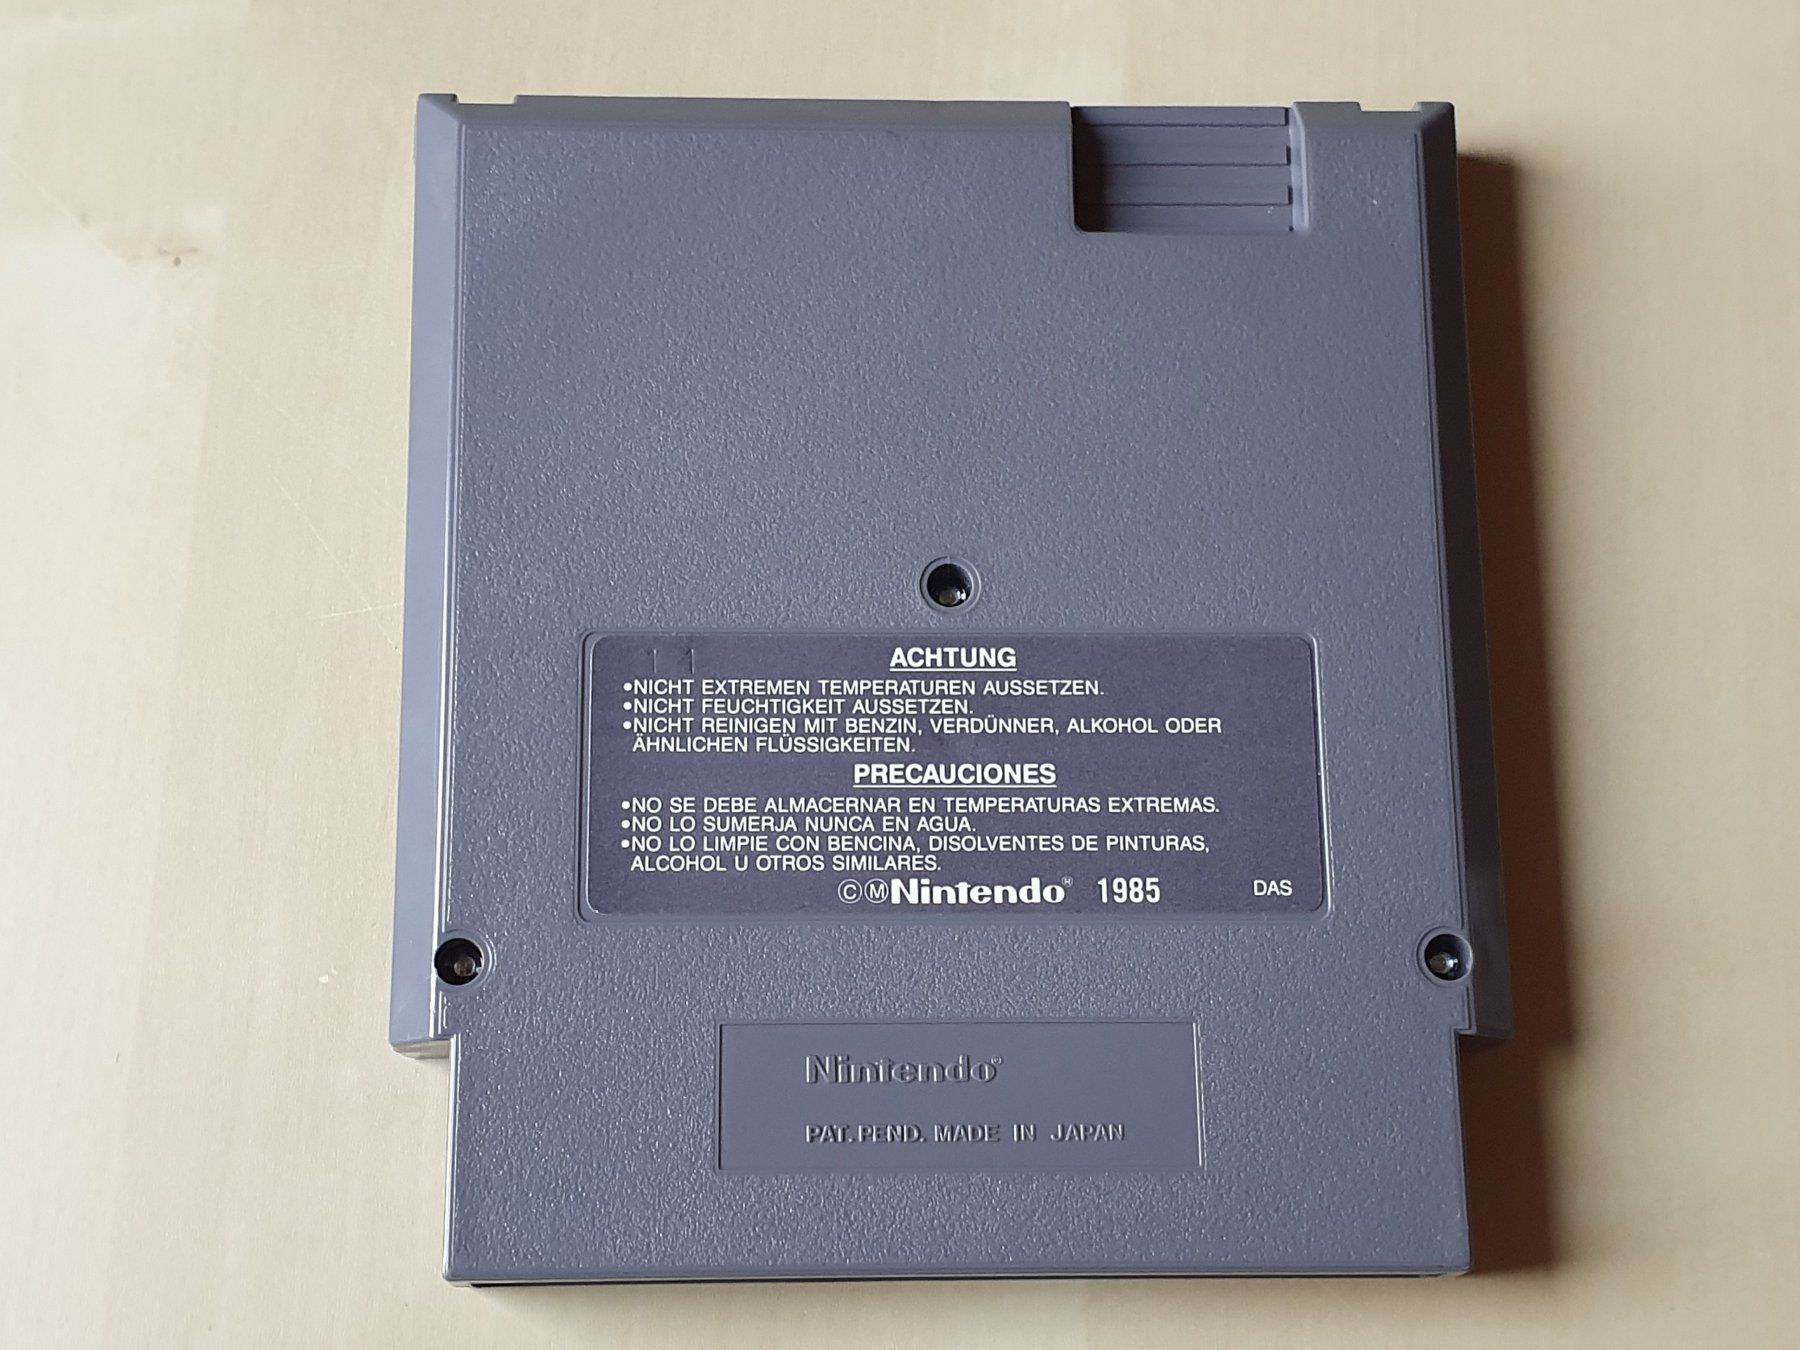 11
ACHTUNG
•NICHT EXTREMEN TEMPERATUREN AUSSETZEN.
•NICHT FEUCHTIGKEIT AUSSETZEN.
•NICHT REINIGEN MIT BENZIN, VERDÜNNER, ALKOHOL ODER
ÄHNLICHEN FLÜSSIGKEITEN.
PRECAUCIONES
•NO SE DEBE ALMACERNAR EN TEMPERATURAS EXTREMAS.
•NO LO SUMERJA NUNCA EN AGUA.
•NO LO LIMPIE CON BENCINA, DISOLVENTES DE PINTURAS,
ALCOHOL U OTROS SIMILARES.
©ⓂNintendo® 1985 DAS
Nintendo®
PAT. PEND. MADE IN JAPAN